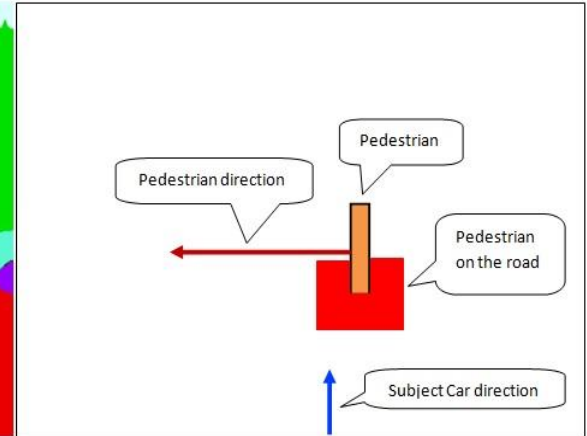 Pedestrian
Pedestrian direction
Pedestrian
on the road
Subject Car direction